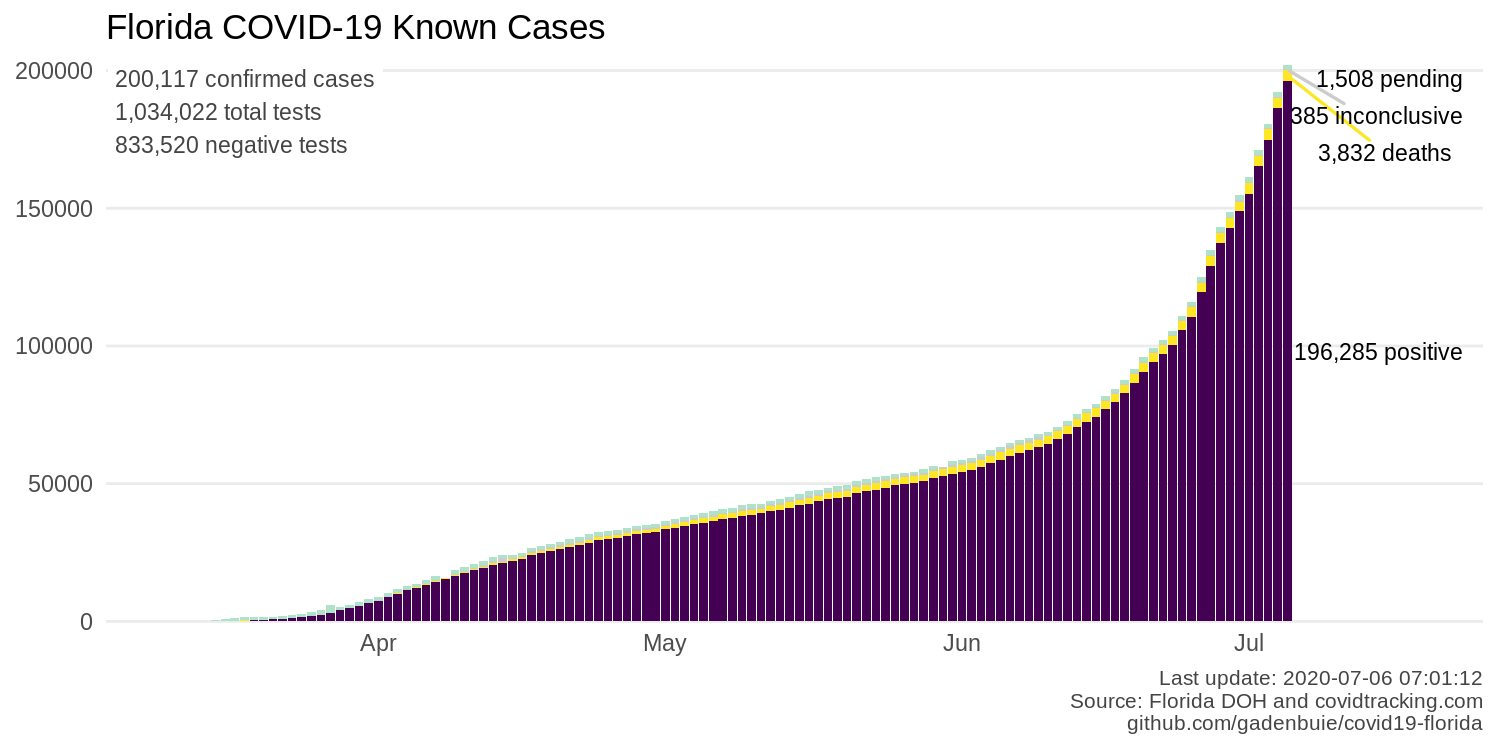 Florida COVID-19 Known Cases
200,117 confirmed cases
1,034,022 total tests
833,520 negative tests
200000
150000
100000
50000
0
1,508 pending
385 inconclusive
3,832 deaths
196,285 positive
Apr
May
Jun
Jul
Last update: 2020-07-06 07:01:12
Source: Florida DOH and covidtracking.com
github.com/gadenbuie/covid19-florida